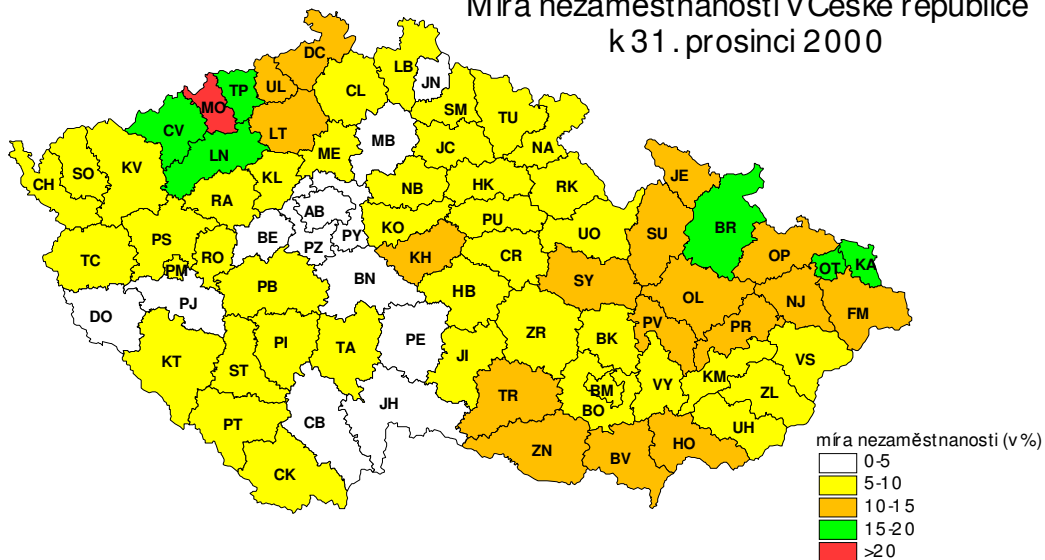 Míra nezaměstnanosti v České republice
k 31. prosinci 2000
DC
LB
JN
TP
UL
CL
MO
SM
TU
CV
LT
MB
JC
NA
LN
ME
KV
SO
CH
KL
NB
HK
RK
JE
RA
AB
KO
PU
BR
PS
BE
PZ
PY
UO
SU
RO
KH
CR
OP
TC
PM
OT
KA
PB
BN
SY
PJ
HB
OL
NJ
DO
FM
PV
PR
ZR
BK
PI
TA
PE
JI
VS
KT
ST
KM
VY
BM
ZL
TR
BO
JH
CB
PT
UH
HO
ZN
BV
CK
míra nezaměstnanosti (v %)
0-5
5-10
10-15
15-20
>20